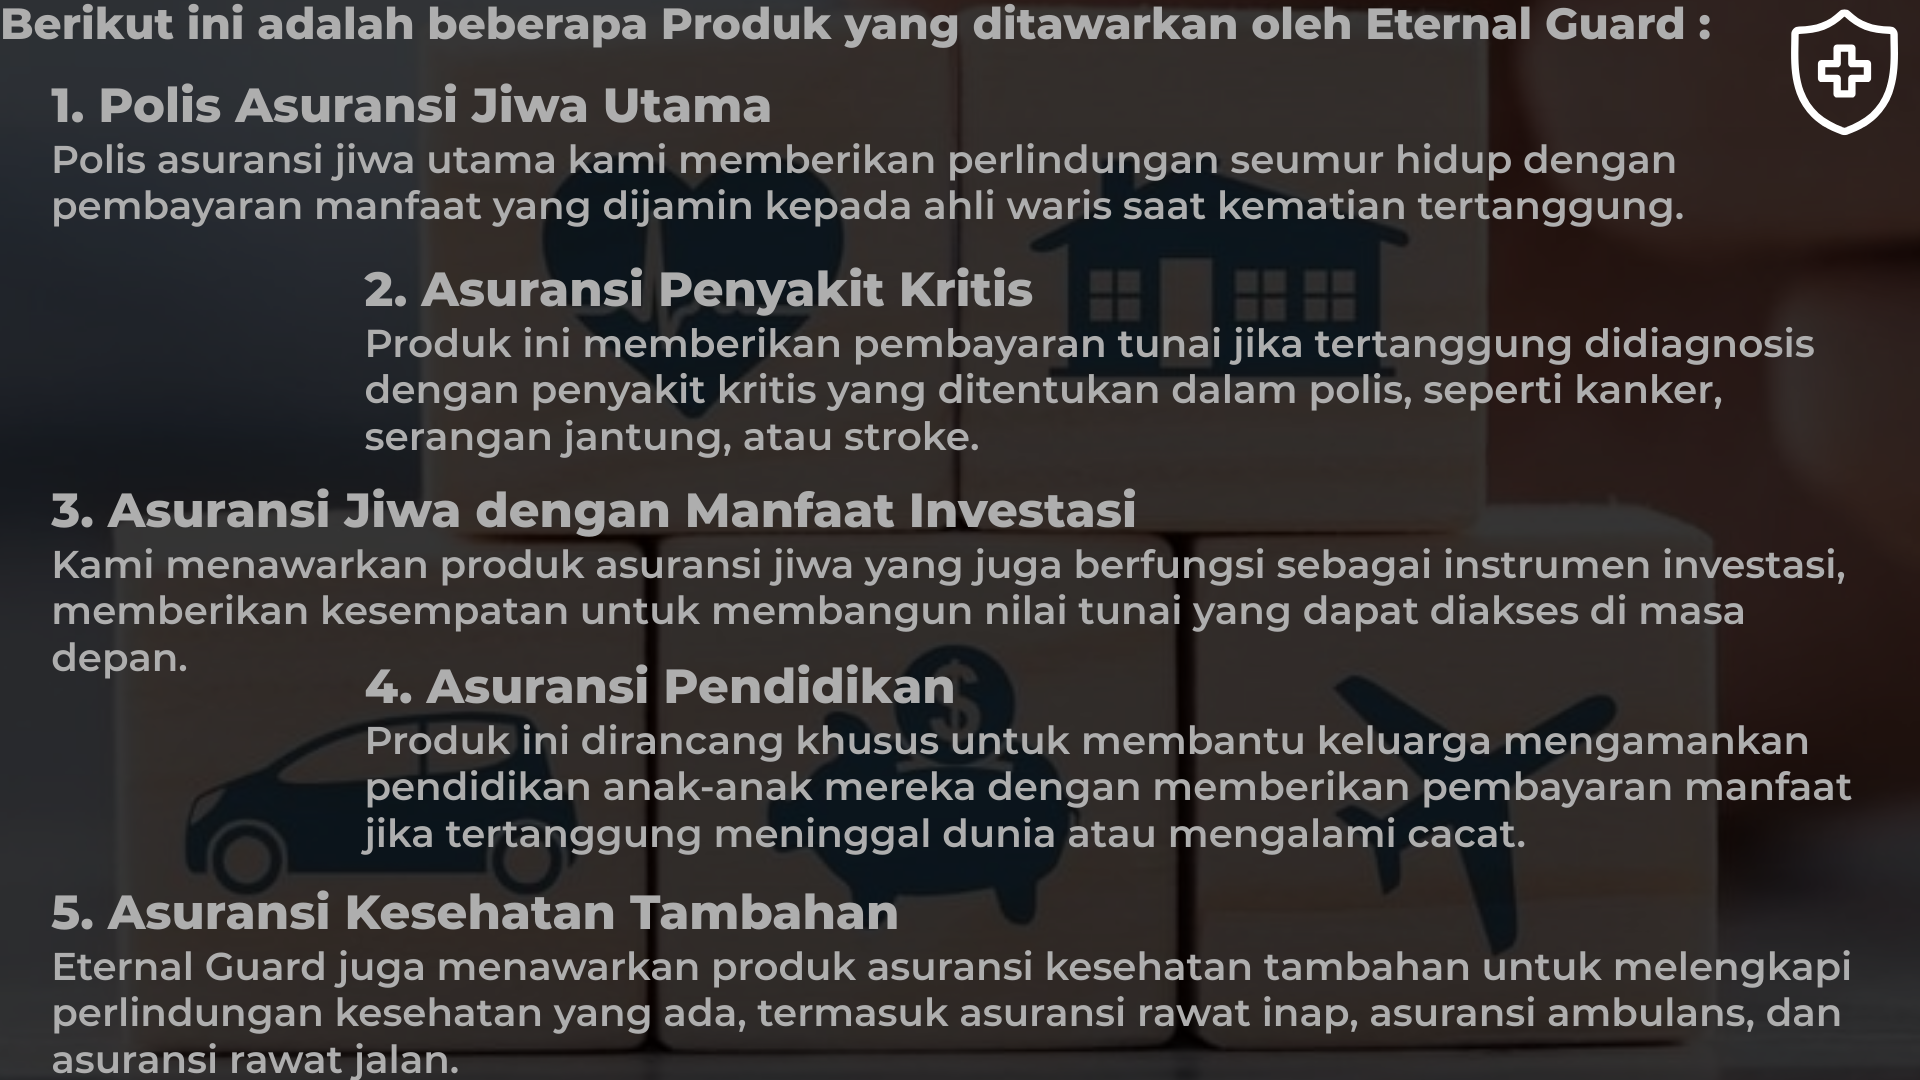 Berikut ini adalah beberapa Produk yang ditawarkan oleh Eternal Guard :
1. Polis Asuransi Jiwa Utama
Polis asuransi jiwa utama kami memberikan perlindungan seumur hidup dengan
pembayaran manfaat yang dijamin kepada ahli waris saat kematian tertanggung.
2. Asuransi Penyakit Kritis
Produk ini memberikan pembayaran tunai jika tertanggung didiagnosis
dengan penyakit kritis yang ditentukan dalam polis, seperti kanker,
serangan jantung, atau stroke.
3. Asuransi Jiwa dengan Manfaat Investasi
Kami menawarkan produk asuransi jiwa yang juga berfungsi sebagai instrumen investasi,
memberikan kesempatan untuk membangun nilai tunai yang dapat diakses di masa
depan.
4. Asuransi Pendidikan
Produk ini dirancang khusus untuk membantu keluarga mengamankan
pendidikan anak-anak mereka dengan memberikan pembayaran manfaat
jika tertanggung meninggal dunia atau mengalami cacat.
5. Asuransi Kesehatan Tambahan
Eternal Guard juga menawarkan produk asuransi kesehatan tambahan untuk melengkapi
perlindungan kesehatan yang ada, termasuk asuransi rawat inap, asuransi ambulans, dan
asuransi rawat jalan.